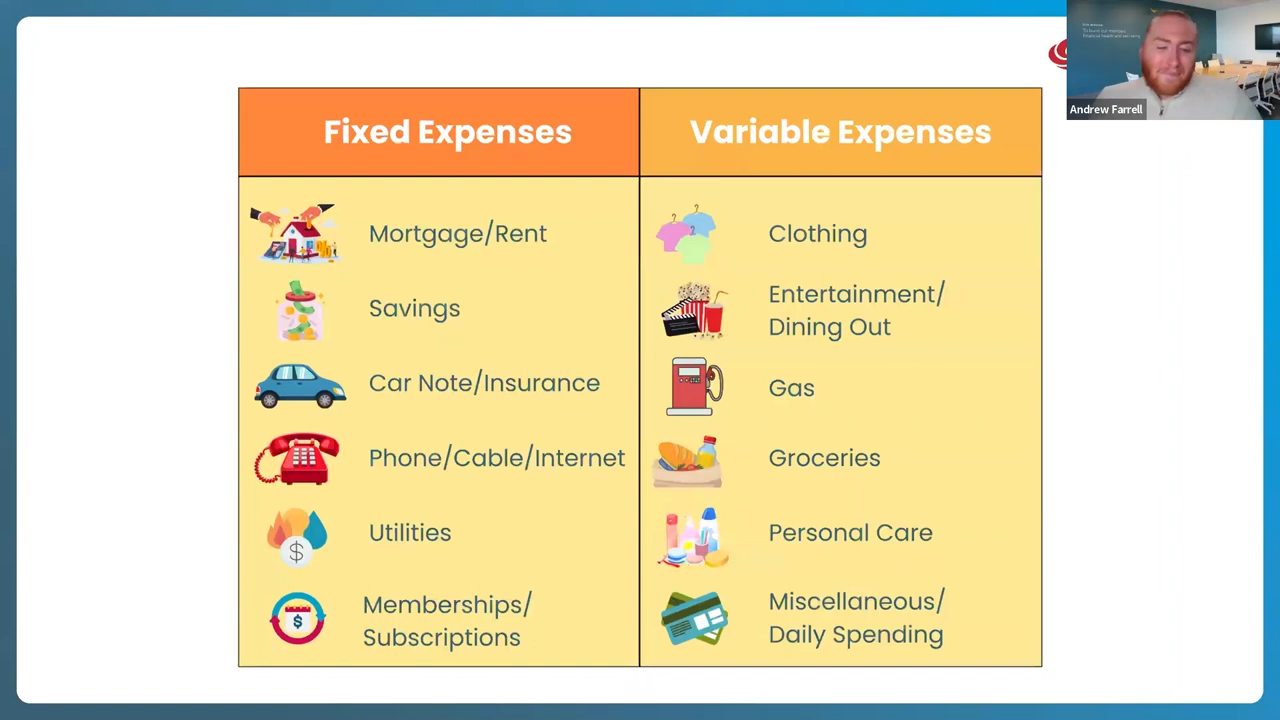 Fixed Expenses
Variable Expenses
Mortgage/Rent
Clothing
Savings
Entertainment/
Dining Out
Car Note/Insurance
Gas
Phone/Cable/Internet
Groceries
Utilities
Personal Care
Memberships/
Subscriptions
Miscellaneous/
Daily Spending
Andrew Farrell